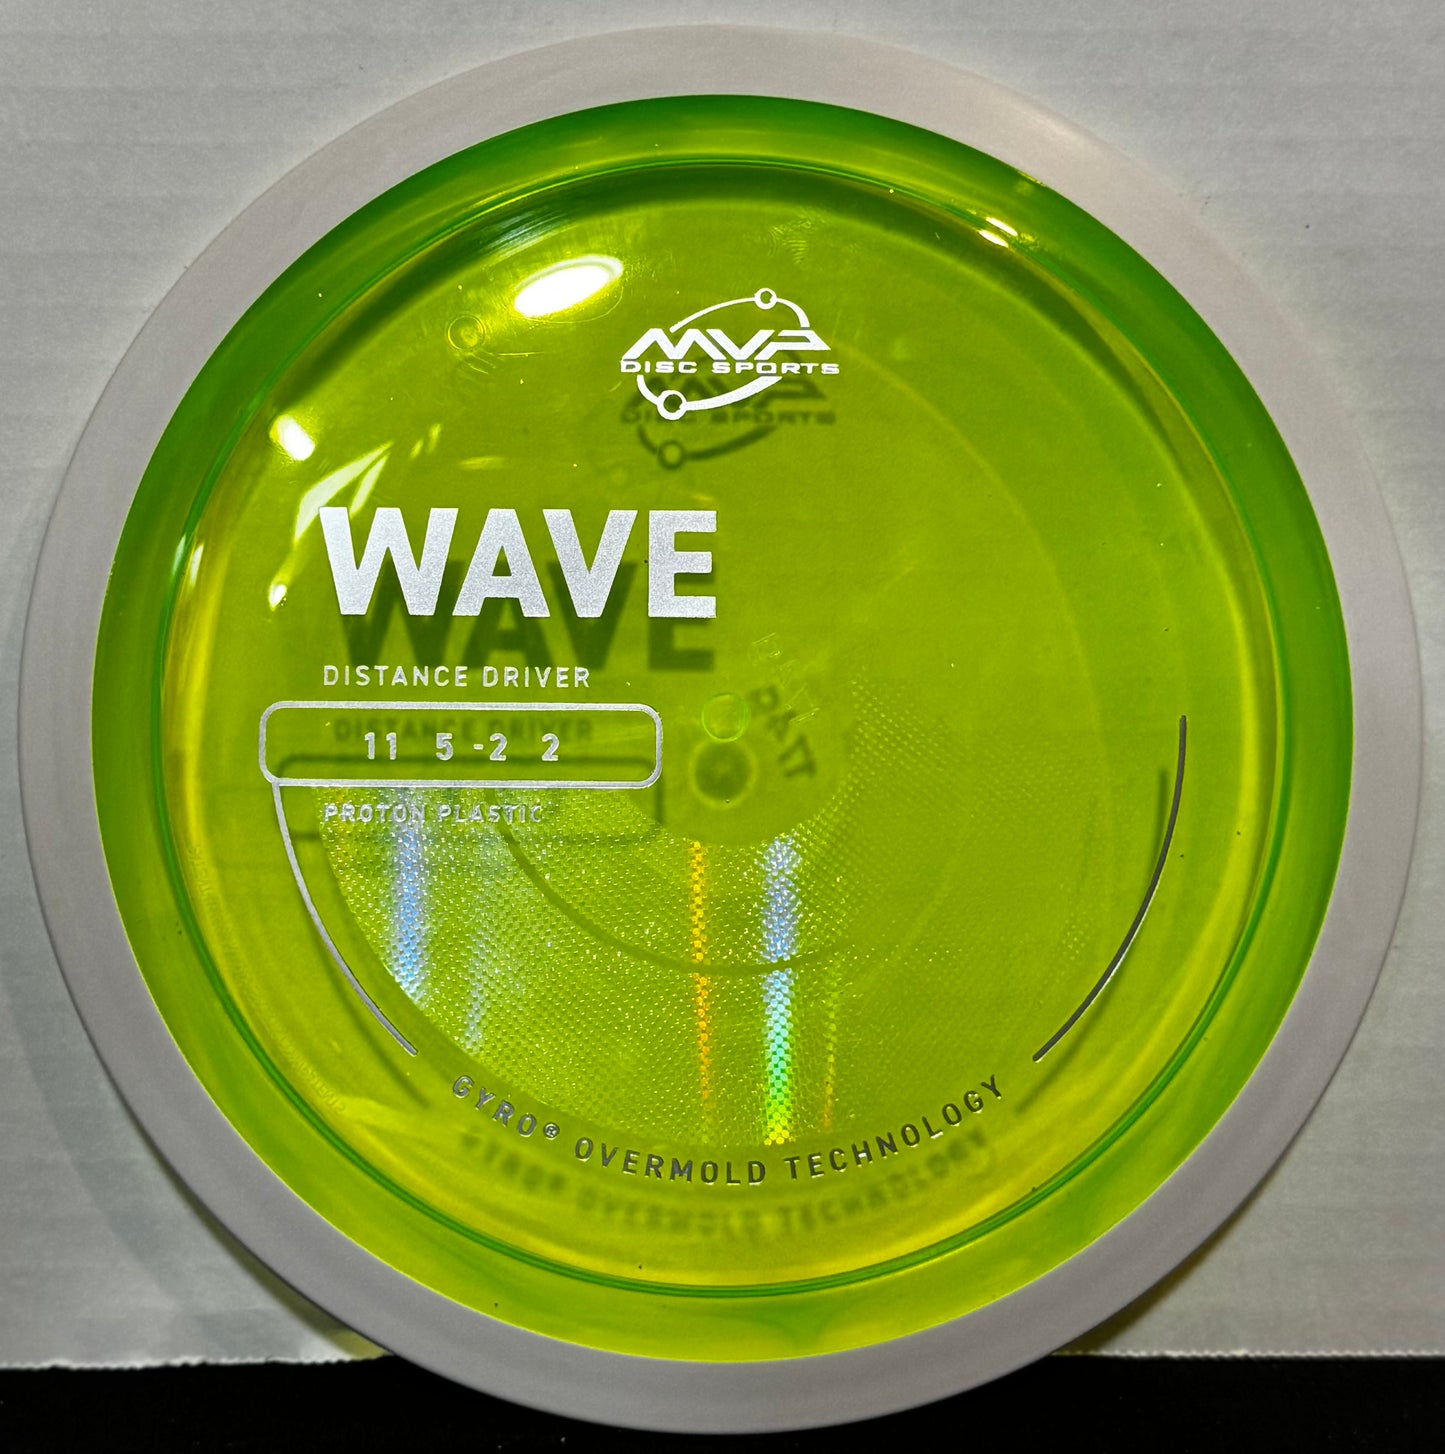 MVP
DISC SPORTS
WAVE
DISTANCE DRIVER
11 5 -2 2
PROTON PLASTIC
GYRO® OVERMOLD TECHNOLOGY